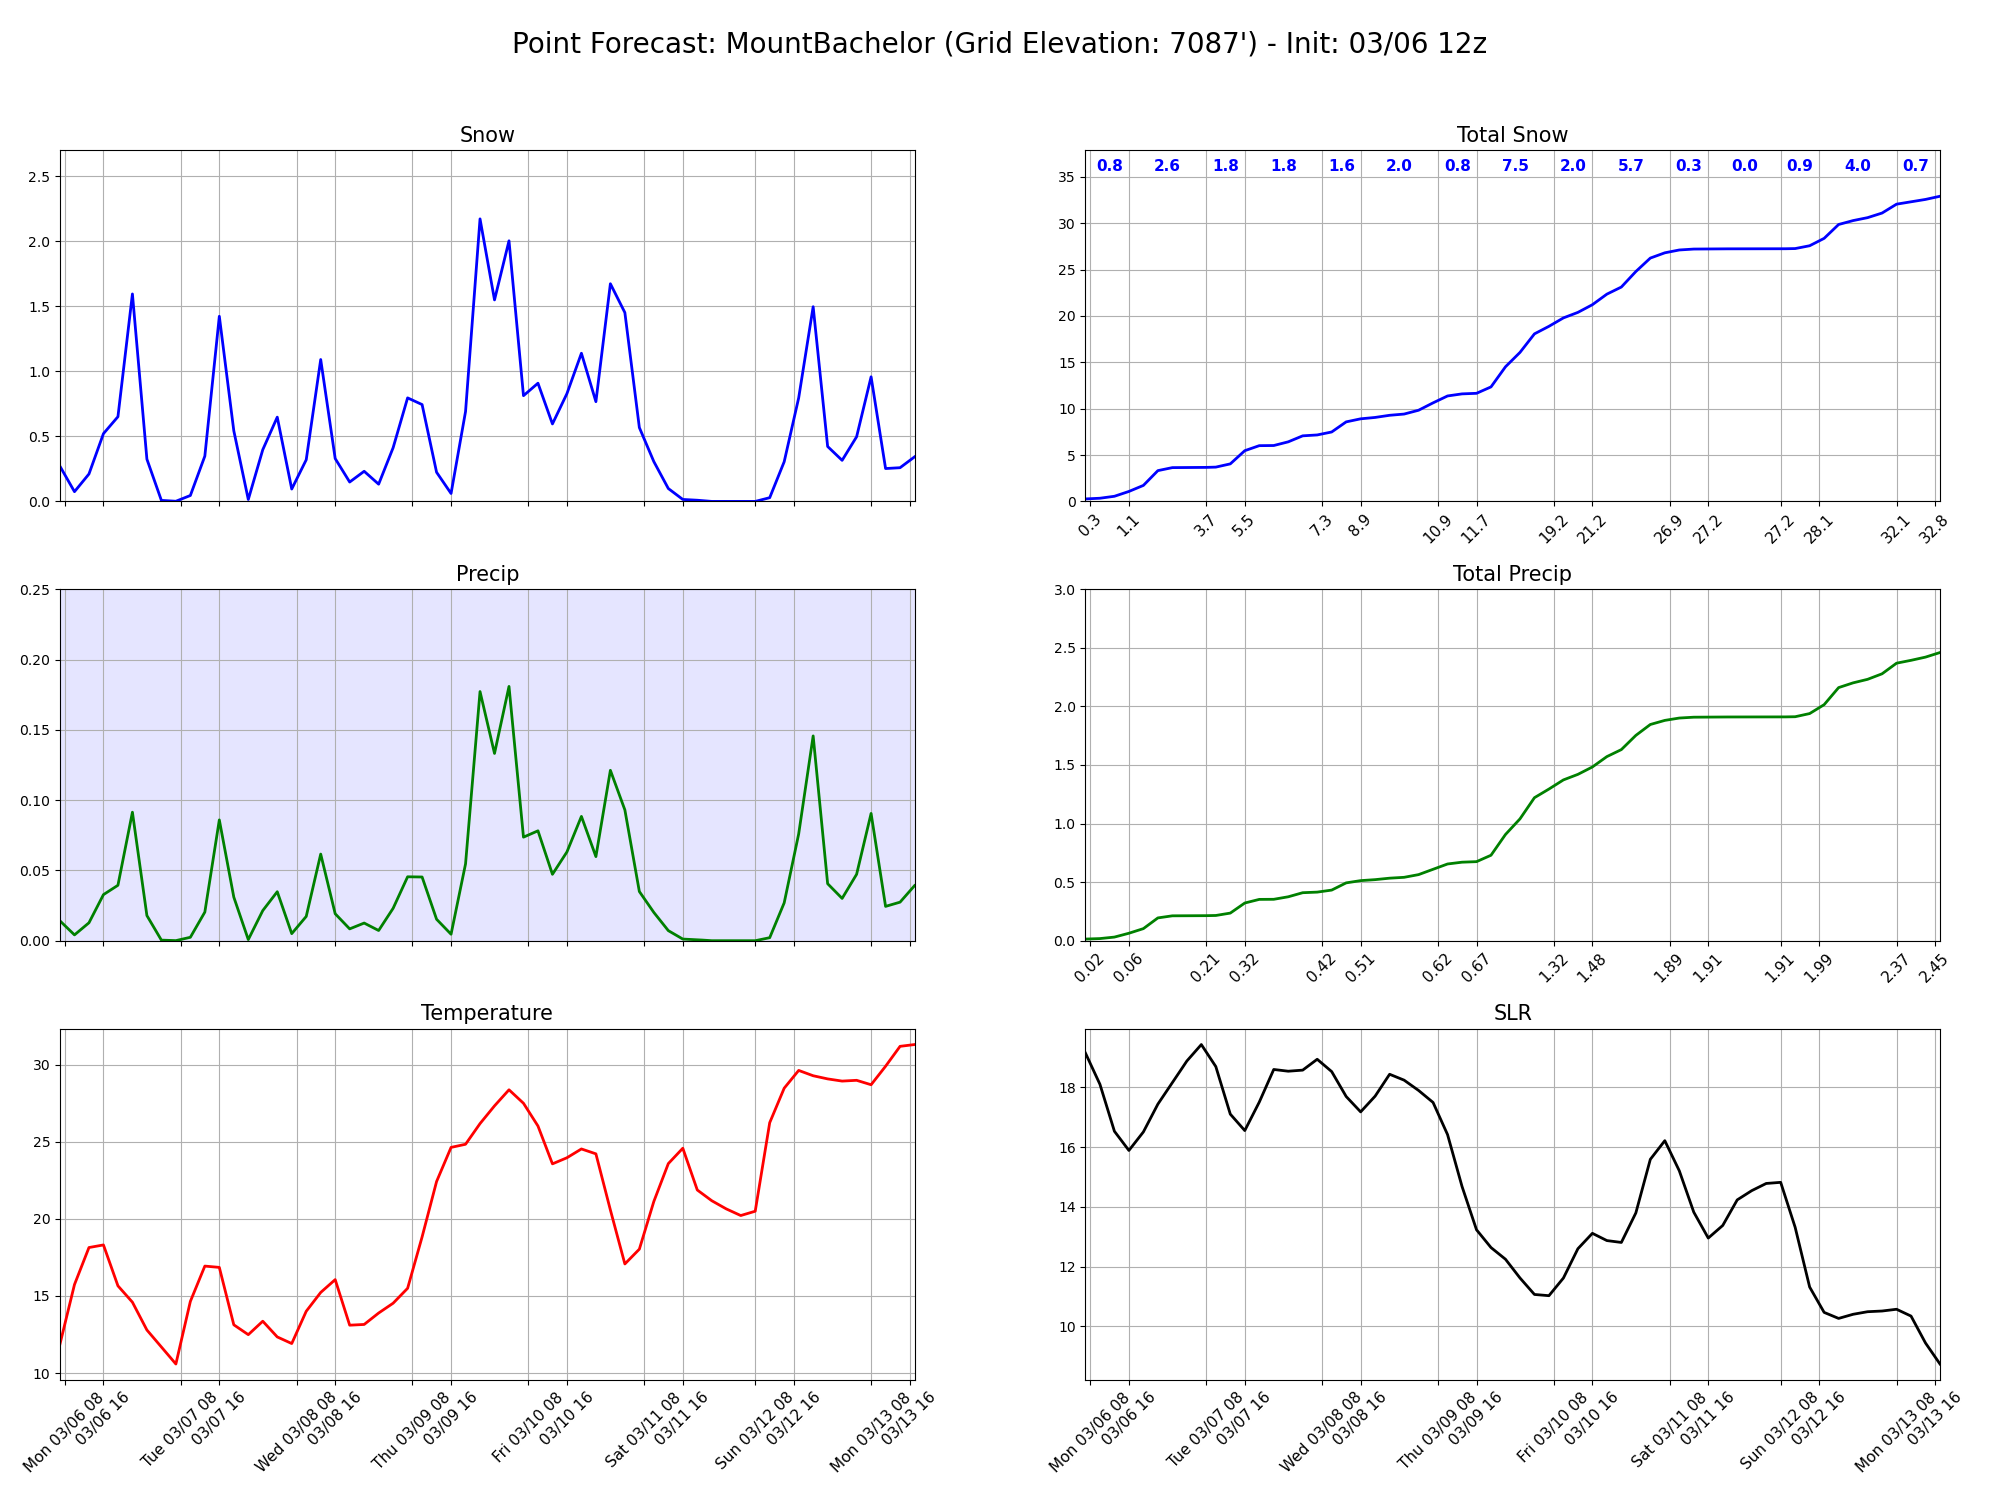 Point Forecast: MountBachelor (Grid Elevation: 7087') - Init: 03/06 12z
Snow
2.5
2.0
1.5
1.0
0.5
0.0
Total Snow
0.8 2.6 1.8 1.8 1.6 2.0 0.8 7.5 2.0 5.7 0.3 0.0 0.9 4.0 0.7
35
30
25
20
15
10
5
0
0.3 1.1 3.7 5.5 7.3 8.9 10.9 11.7 19.2 21.2 26.9 27.2 27.2 28.1 32.1 32.8
Precip
0.25
0.20
0.15
0.10
0.05
0.00
Total Precip
3.0
2.5
2.0
1.5
1.0
0.5
0.0
0.02 0.06 0.21 0.32 0.42 0.51 0.62 0.67 1.32 1.48 1.89 1.91 1.91 1.99 2.37 2.45
Temperature
30
25
20
15
10
Mon 03/06 08
03/06 16
Tue 03/07 08
03/07 16
Wed 03/08 08
03/08 16
Thu 03/09 08
03/09 16
Fri 03/10 08
03/10 16
Sat 03/11 08
03/11 16
Sun 03/12 08
03/12 16
Mon 03/13 08
03/13 16
SLR
18
16
14
12
10
Mon 03/06 08
03/06 16
Tue 03/07 08
03/07 16
Wed 03/08 08
03/08 16
Thu 03/09 08
03/09 16
Fri 03/10 08
03/10 16
Sat 03/11 08
03/11 16
Sun 03/12 08
03/12 16
Mon 03/13 08
03/13 16